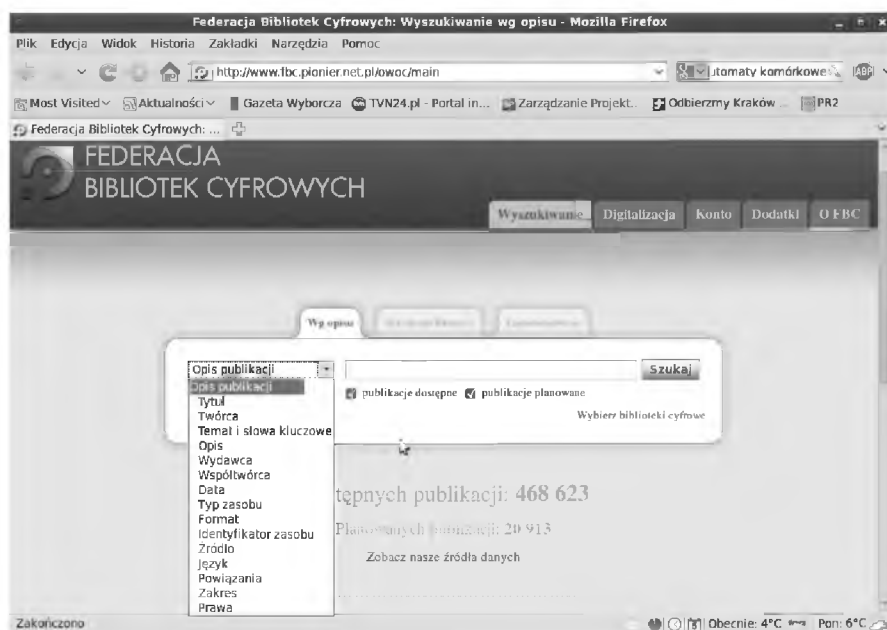 Federacja Bibliotek Cyfrowych: Wyszukiwanie wg opisu - Mozilla Firefox
Plik Edycja Widok Historia Zakładki Narzędzia Pomoc
http://www.fbc.pionier.net.pl/owoc/main utomaty komórkowe ABP
Most Visited Aktualności Gazeta Wyborcza TVN24.pl - Portal in... Zarządzanie Projekt... Odbierzmy Kraków ... PR2
Federacja Bibliotek Cyfrowych: ...
FEDERACJA
BIBLIOTEK CYFROWYCH
Wyszukiwanie Digitalizacja Konto Dodatki O FBC
Wg opisu
Opis publikacji Szukaj
Opis publikacji
publikacje dostępne publikacje planowane
Tytuł
Twórca
Wybierz biblioteki cyfrowe
Temat i słowa kluczowe
Opis
Wydawca
Współtwórca
Data
tępnych publikacji: 468 623
Typ zasobu
Format
Identyfikator zasobu
Planowanych : 20 913
Źródło
Zobacz nasze źródła danych
Język
Powiązania
Zakres
Prawa
Zakończono Obecnie: 4°C Pon: 6°C